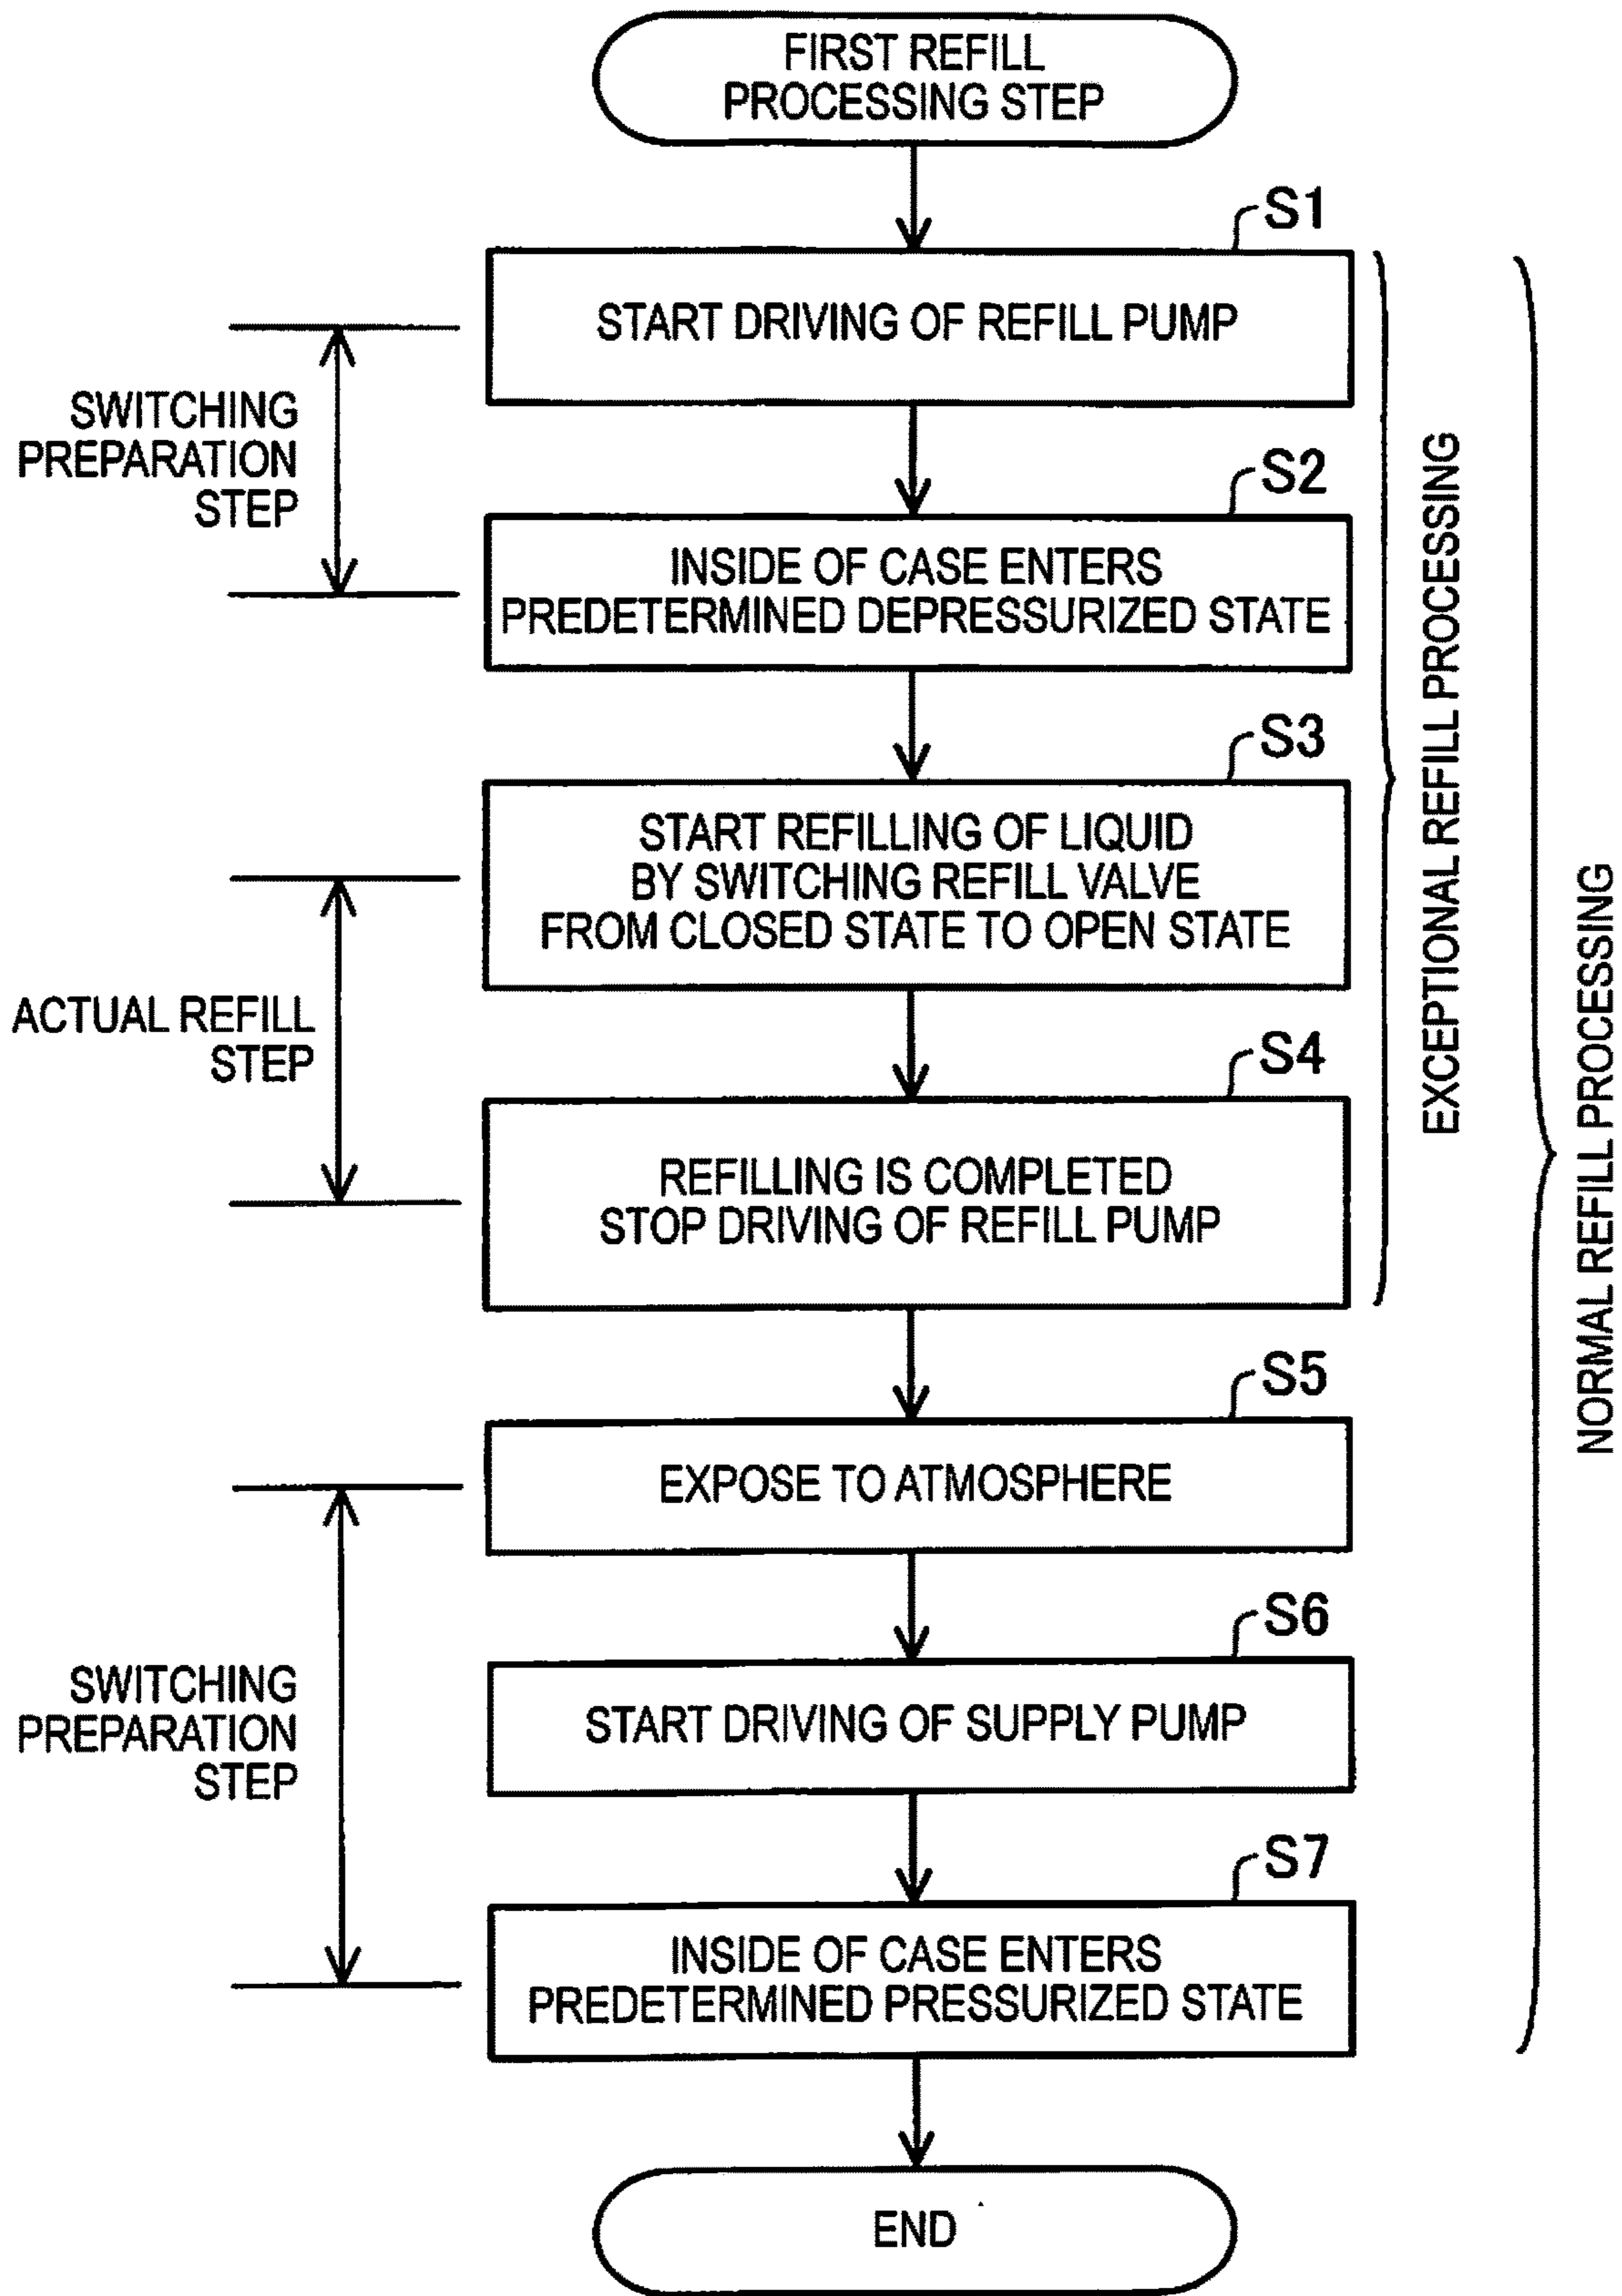 FIRST REFILL
PROCESSING STEP
S1
START DRIVING OF REFILL PUMP
SWITCHING
PREPARATION
STEP
S2
INSIDE OF CASE ENTERS
PREDETERMINED DEPRESSURIZED STATE
S3
START REFILLING OF LIQUID
BY SWITCHING REFILL VALVE
FROM CLOSED STATE TO OPEN STATE
ACTUAL REFILL
STEP
S4
REFILLING IS COMPLETED
STOP DRIVING OF REFILL PUMP
EXCEPTIONAL REFILL PROCESSING
S5
EXPOSE TO ATMOSPHERE
S6
START DRIVING OF SUPPLY PUMP
SWITCHING
PREPARATION
STEP
S7
INSIDE OF CASE ENTERS
PREDETERMINED PRESSURIZED STATE
NORMAL REFILL PROCESSING
END